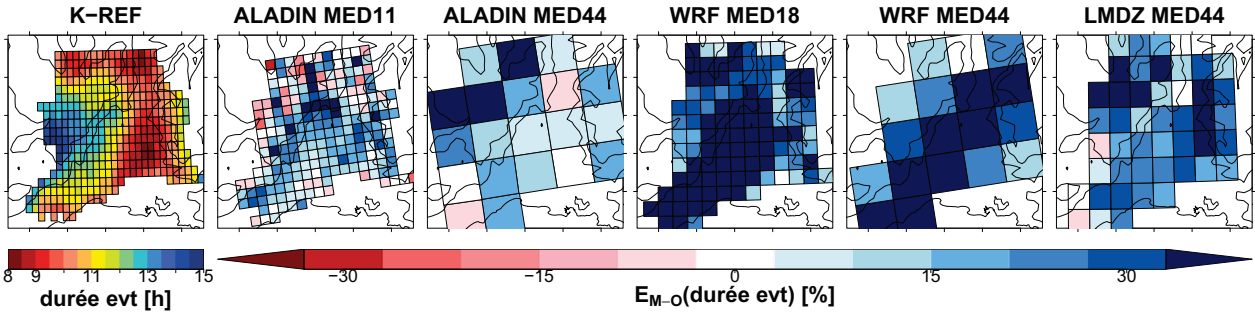 K−REF ALADIN MED11 ALADIN MED44 WRF MED18 WRF MED44 LMDZ MED44
8 9 11 13 15 −30 −15 0 15 30
durée evt [h] E_M−O(durée evt) [%]